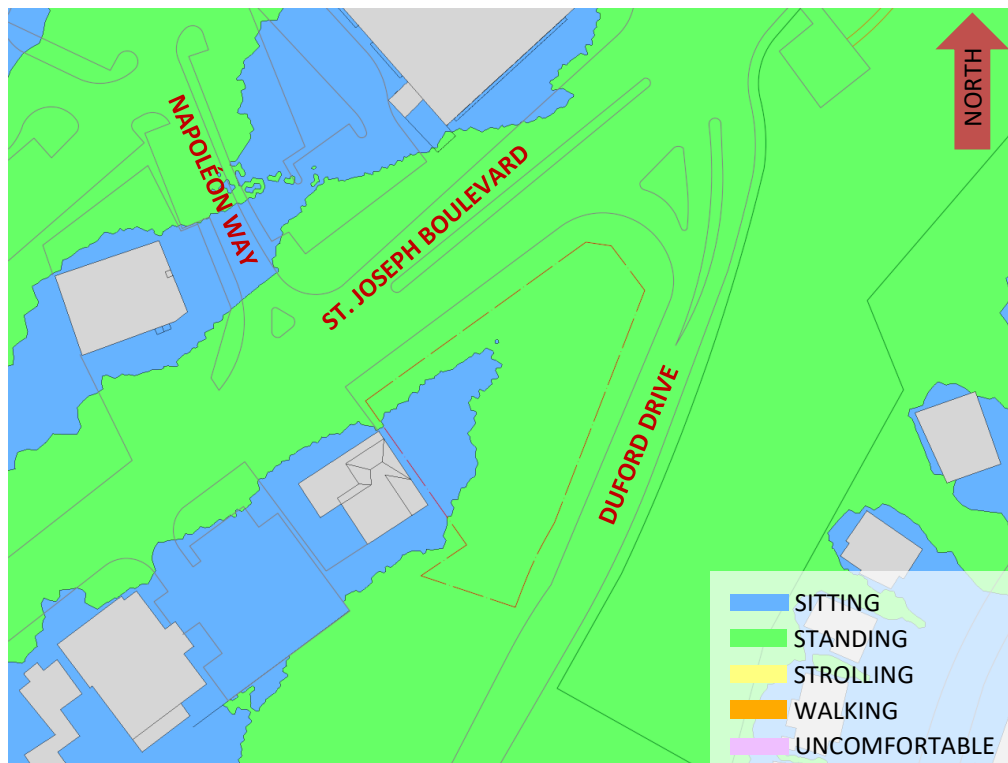 NORTH
NAPOLÉON WAY
ST. JOSEPH BOULEVARD
DUFORD DRIVE
SITTING
STANDING
STROLLING
WALKING
UNCOMFORTABLE